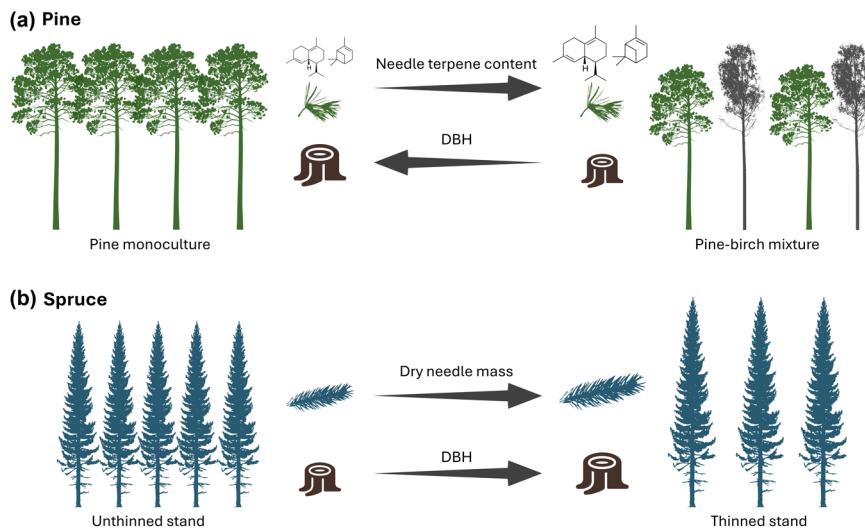 (a) Pine
Needle terpene content
H
H
DBH
Pine monoculture
Pine-birch mixture
(b) Spruce
Dry needle mass
DBH
Unthinned stand
Thinned stand